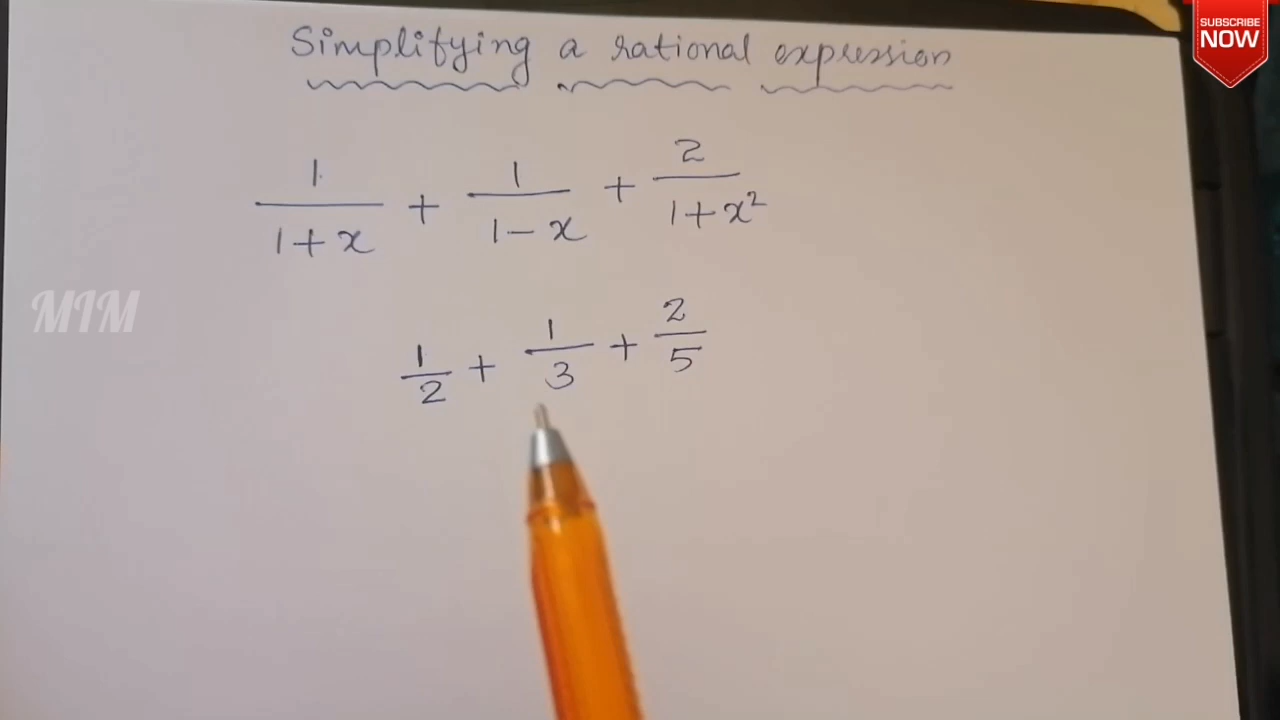 Simplifying a rational expression
SUBSCRIBE
NOW
1/(1+x) + 1/(1-x) + 2/(1+x²)
MIM
1/2 + 1/3 + 2/5